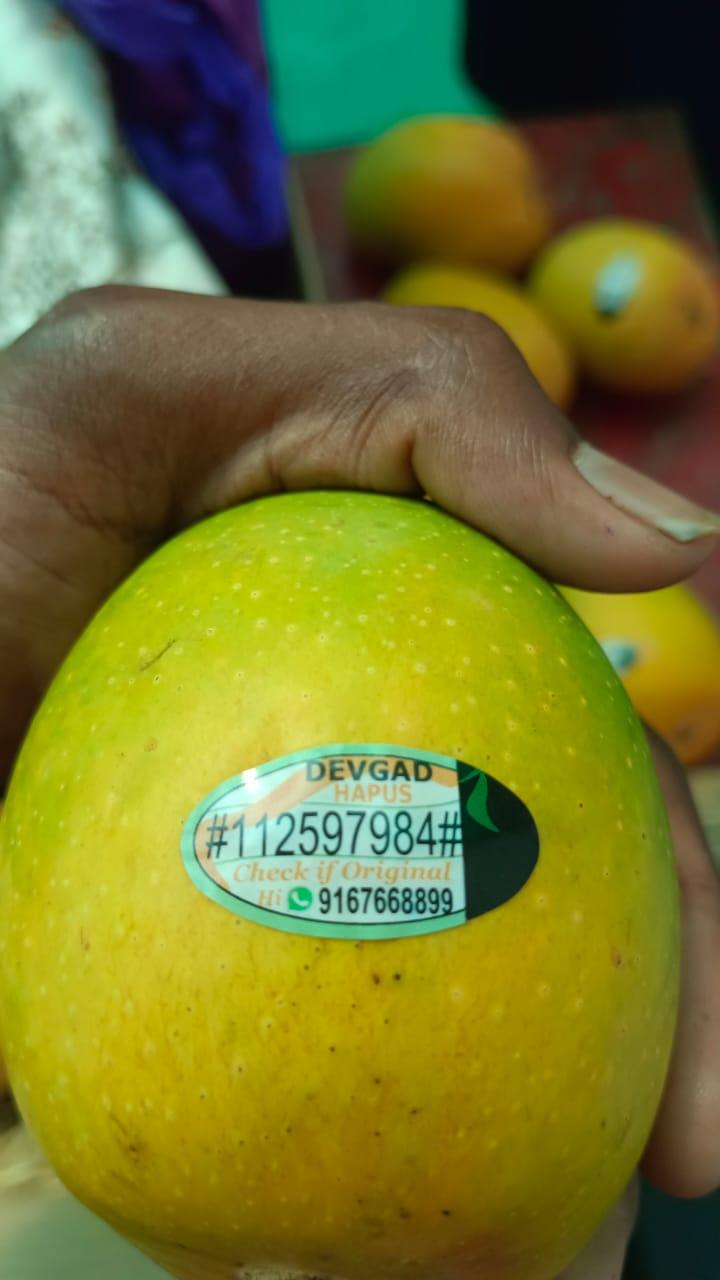 DEVGAD
HAPUS
#112597984#
Check if Original
Hi 9167668899